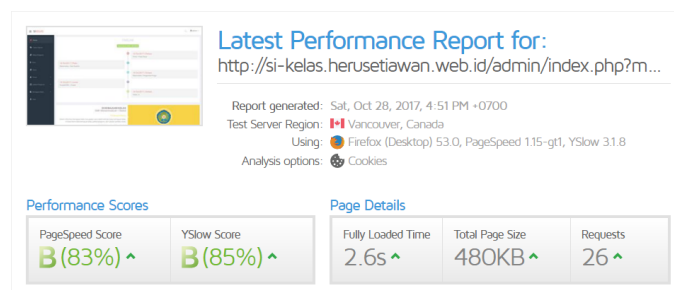 Latest Performance Report for:
http://si-kelas.herusetiawan.web.id/admin/index.php?m...
Report generated: Sat, Oct 28, 2017, 4:51 PM +0700
Test Server Region: Vancouver, Canada
Using: Firefox (Desktop) 53.0, PageSpeed 1.15-gt1, YSlow 3.1.8
Analysis options: Cookies
Performance Scores
Page Details
PageSpeed Score
YSlow Score
Fully Loaded Time
Total Page Size
Requests
B (83%)
B (85%)
2.6s
480KB
26